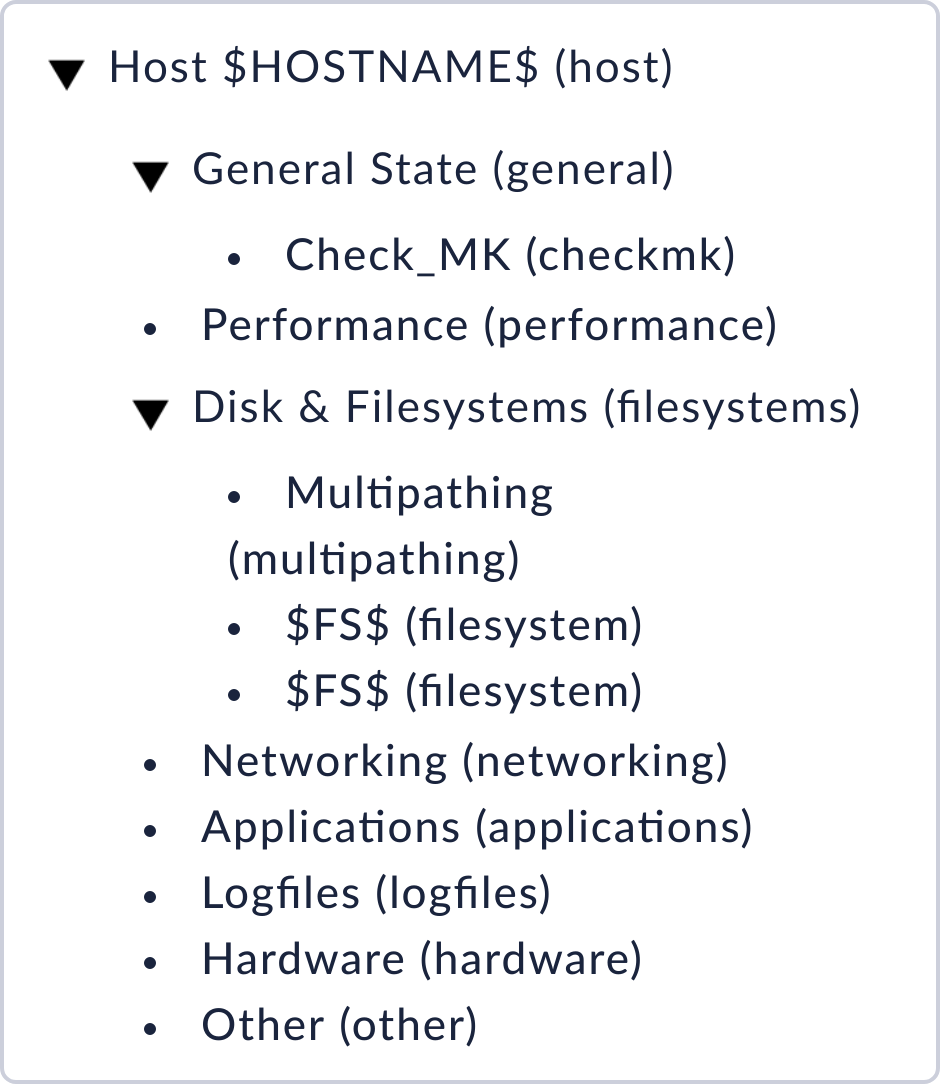 Host $HOSTNAME$ (host)
General State (general)
Check_MK (checkmk)
Performance (performance)
Disk & Filesystems (filesystems)
Multipathing
(multipathing)
$FS$ (filesystem)
$FS$ (filesystem)
Networking (networking)
Applications (applications)
Logfiles (logfiles)
Hardware (hardware)
Other (other)